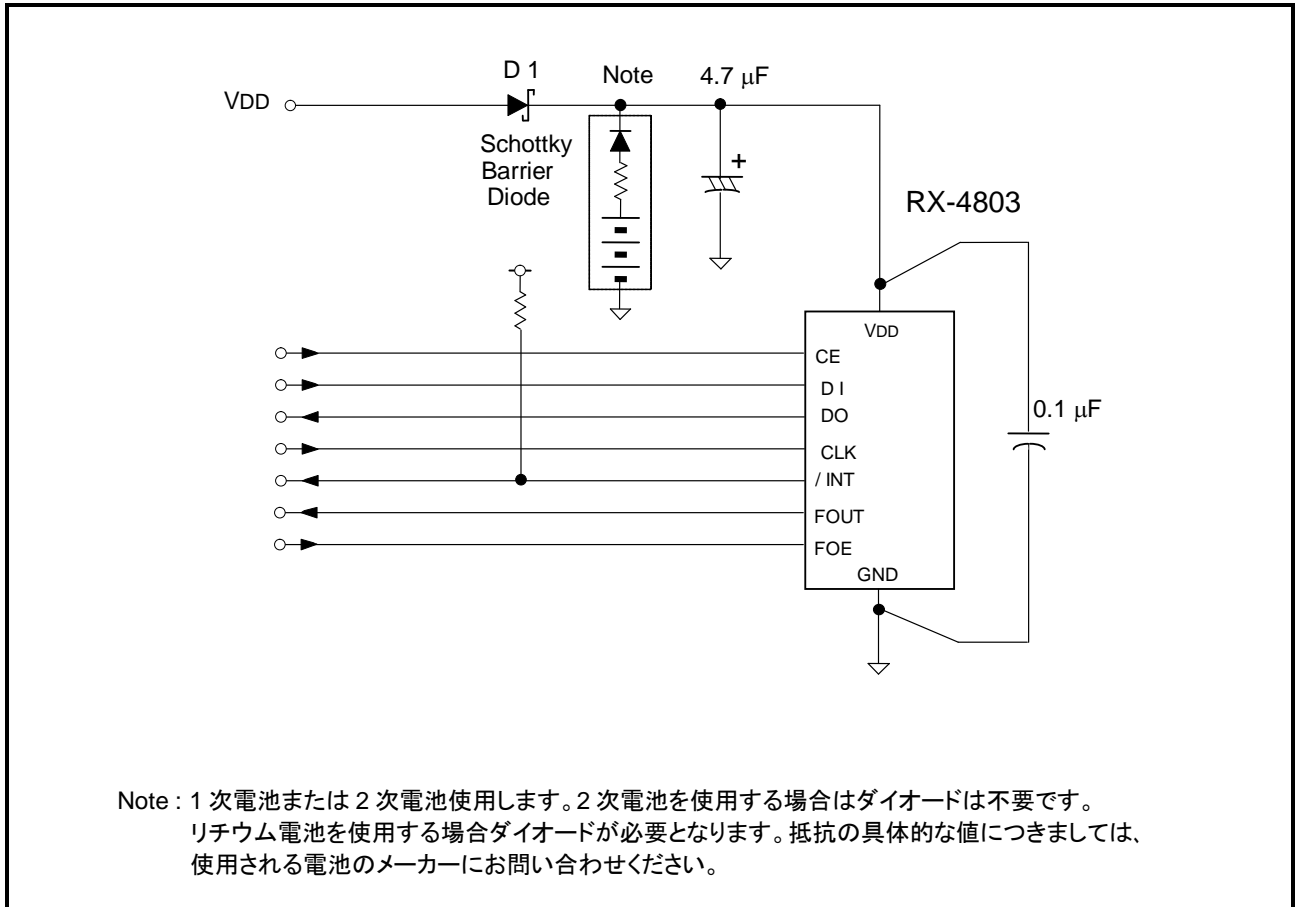 D 1
Note
4.7 μF
VDD
Schottky
Barrier
Diode
+
RX-4803
VDD
CE
D I
DO
0.1 μF
CLK
/ INT
FOUT
FOE
GND
Note : 1 次電池または 2 次電池使用します。2 次電池を使用する場合はダイオードは不要です。
リチウム電池を使用する場合ダイオードが必要となります。抵抗の具体的な値につきましては、
使用される電池のメーカーにお問い合わせください。